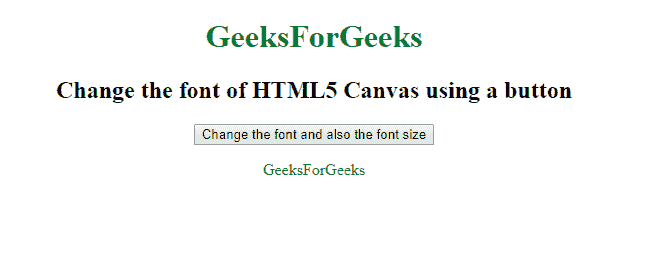 GeeksForGeeks
Change the font of HTML5 Canvas using a button
Change the font and also the font size
GeeksForGeeks